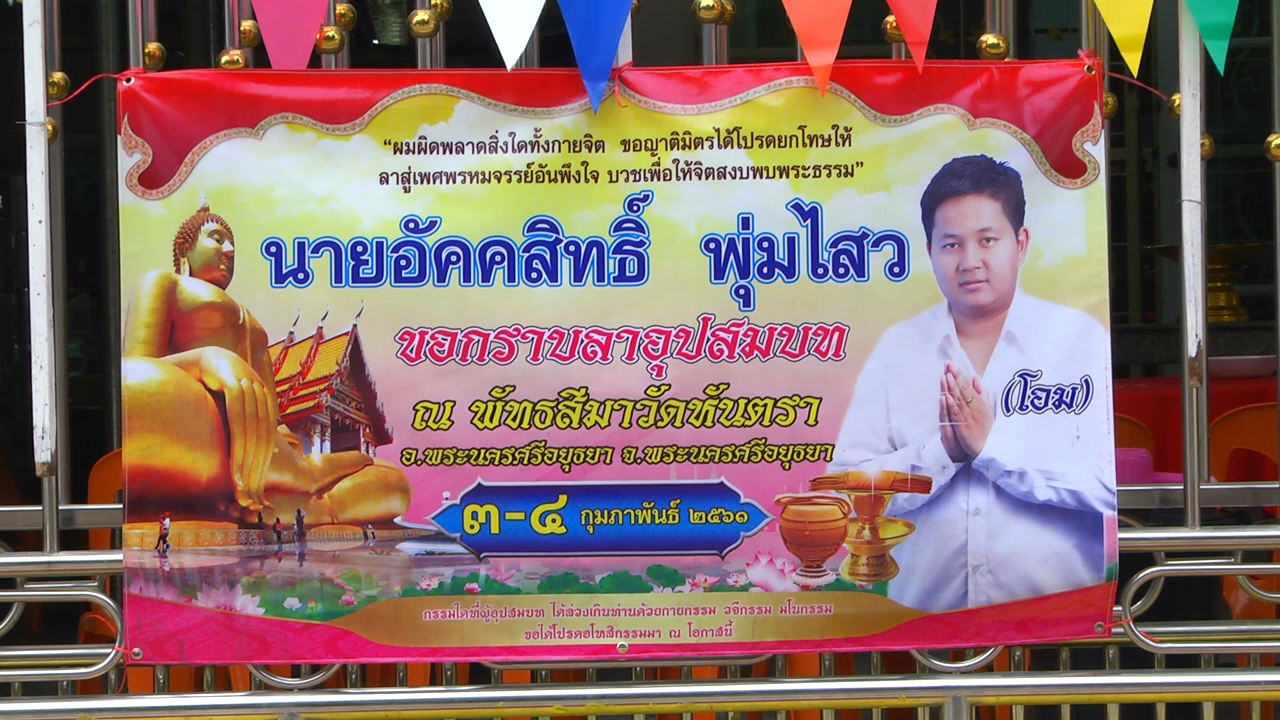 “ผมผิดพลาดสิ่งใดทั้งกายจิต ขอญาติมิตรได้โปรดยกโทษให้
ลาสู่เพศพรหมจรรย์อันพึงใจ บวชเพื่อให้จิตสงบพบพระธรรม”
นายอัคคสิทธิ์ พุ่มไสว
ขอกราบลาอุปสมบท
(โอม)
ณ พัทธสีมาวัดหันตรา
อ.พระนครศรีอยุธยา จ.พระนครศรีอยุธยา
๓-๔ กุมภาพันธ์ ๒๕๖๑
กรรมใดที่ผู้อุปสมบท ได้ล่วงเกินท่านด้วยกายกรรม วจีกรรม มโนกรรม
ขอได้โปรดอโหสิกรรมมา ณ โอกาสนี้